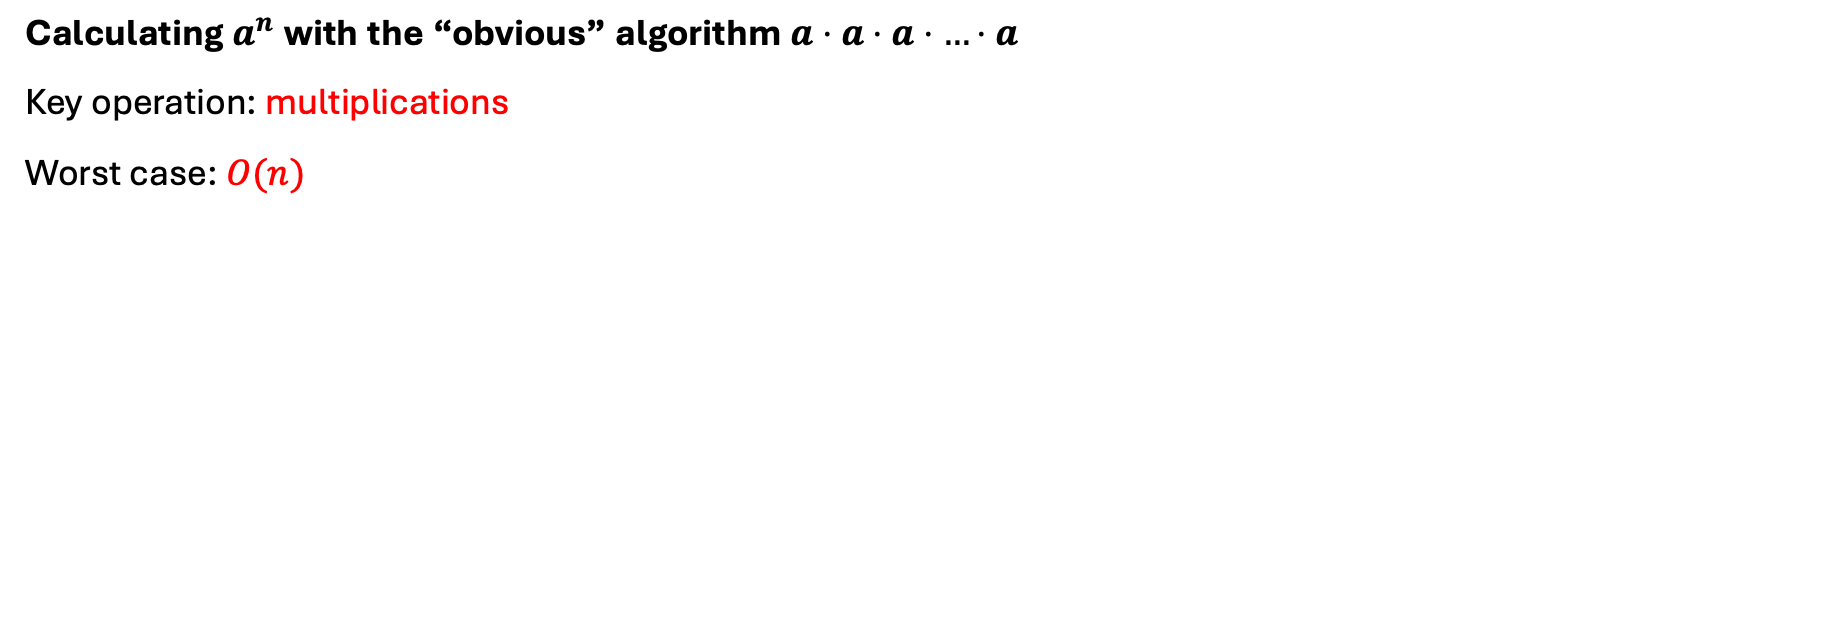 Calculating aⁿ with the “obvious” algorithm a · a · a · … · a
Key operation: multiplications
Worst case: O(n)